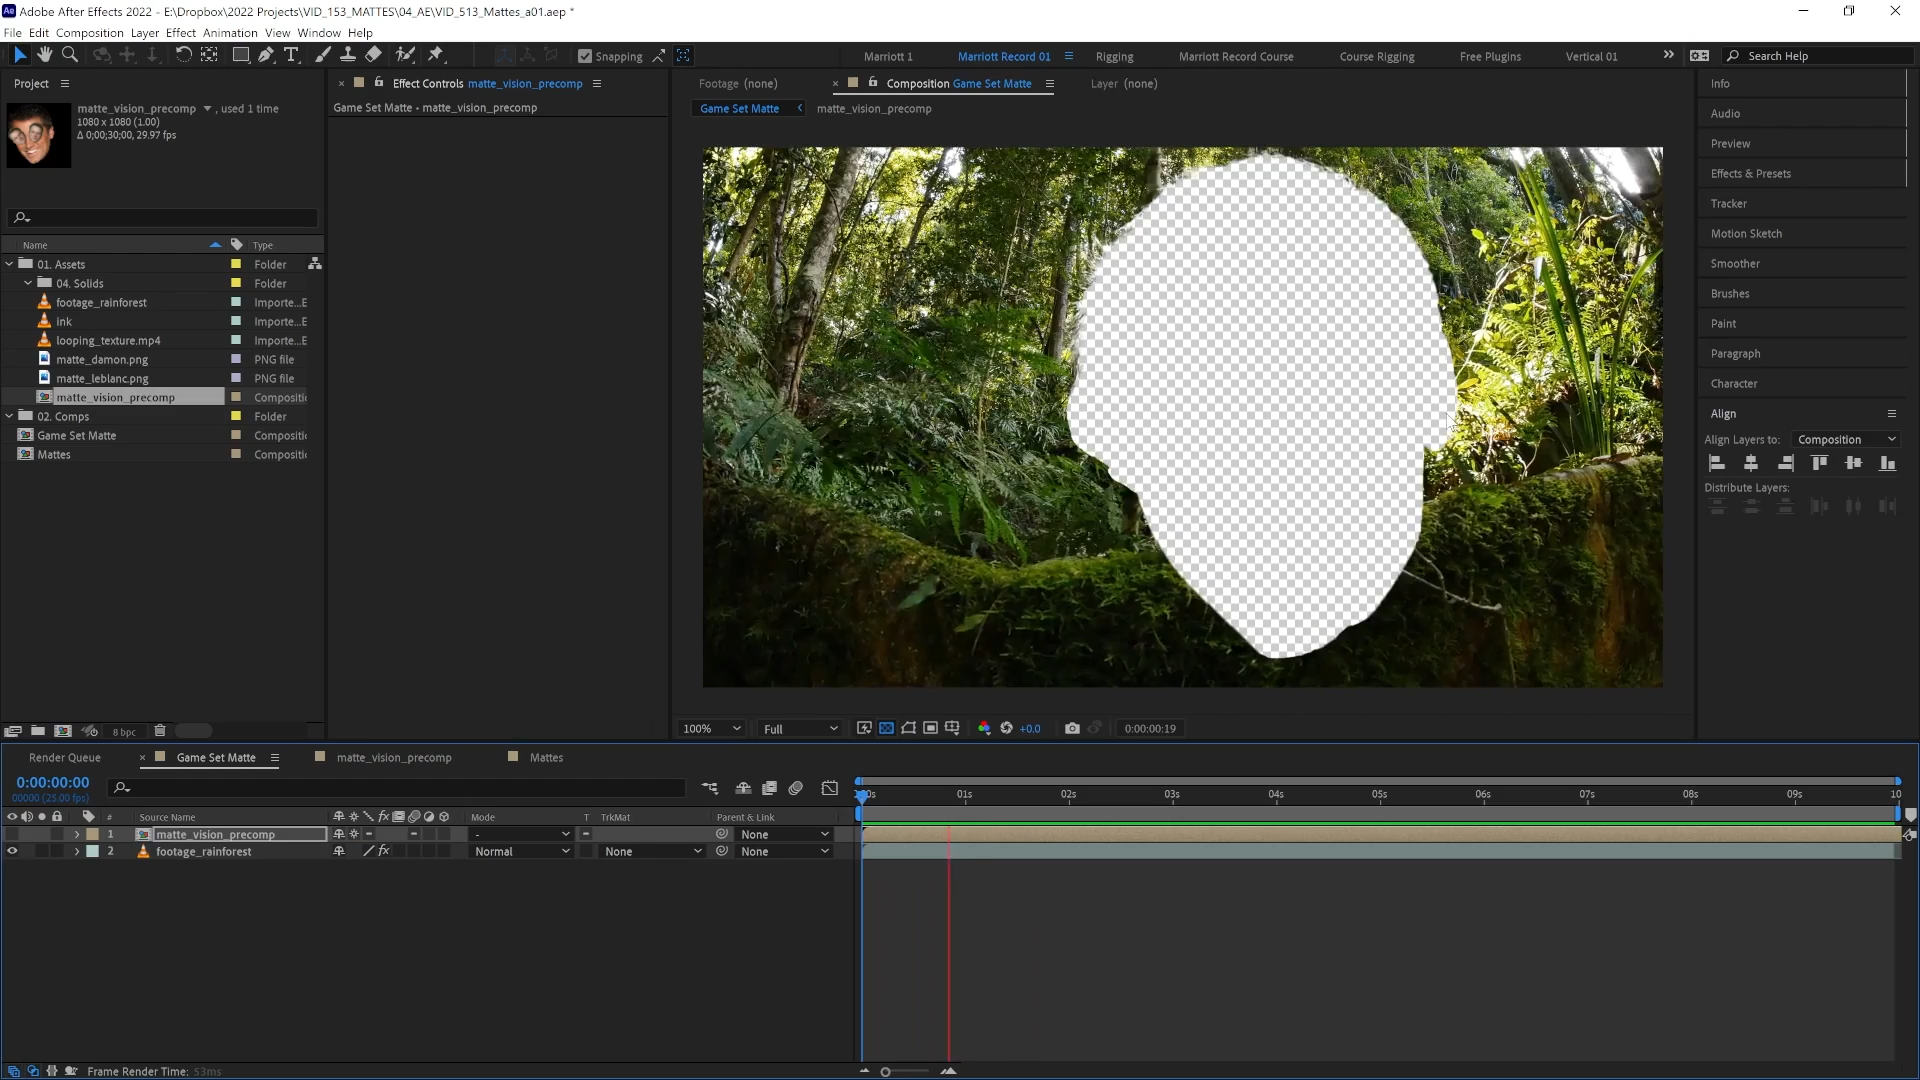 Adobe After Effects 2022 - E:\Dropbox\2022 Projects\VID_153_MATTES\04_AE\VID_513_Mattes_a01.aep *
File Edit Composition Layer Effect Animation View Window Help
Snapping
Marriott 1 Marriott Record 01 Rigging Marriott Record Course Course Rigging Free Plugins Vertical 01 Search Help
Project
Effect Controls matte_vision_precomp
Footage (none) Composition Game Set Matte Layer (none)
Game Set Matte • matte_vision_precomp
Game Set Matte matte_vision_precomp
matte_vision_precomp , used 1 time
1080 x 1080 (1.00)
Δ 0;00;30;00, 29.97 fps
Name Type
01. Assets Folder
04. Solids Folder
footage_rainforest Importe...E
ink Importe...E
looping_texture.mp4 Importe...E
matte_damon.png PNG file
matte_leblanc.png PNG file
matte_vision_precomp Compositi
02. Comps Folder
Game Set Matte Compositi
Mattes Compositi
8 bpc
100% Full +0.0 0:00:00:19
Info
Audio
Preview
Effects & Presets
Tracker
Motion Sketch
Smoother
Brushes
Paint
Paragraph
Character
Align
Align Layers to: Composition
Distribute Layers:
Render Queue Game Set Matte matte_vision_precomp Mattes
0:00:00:00
00000 (25.00 fps)
01s 02s 03s 04s 05s 06s 07s 08s 09s 10
# Source Name Mode T TrkMat Parent & Link
1 matte_vision_precomp - None
2 footage_rainforest Normal None None
Frame Render Time: 53ms